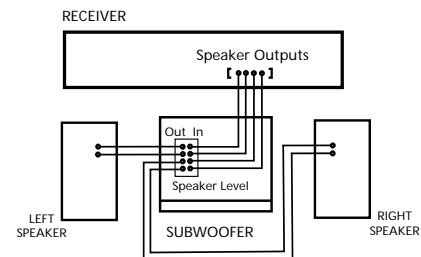 RECEIVER
Speaker Outputs
[ ]
Out In
Speaker Level
LEFT
SPEAKER
SUBWOOFER
RIGHT
SPEAKER